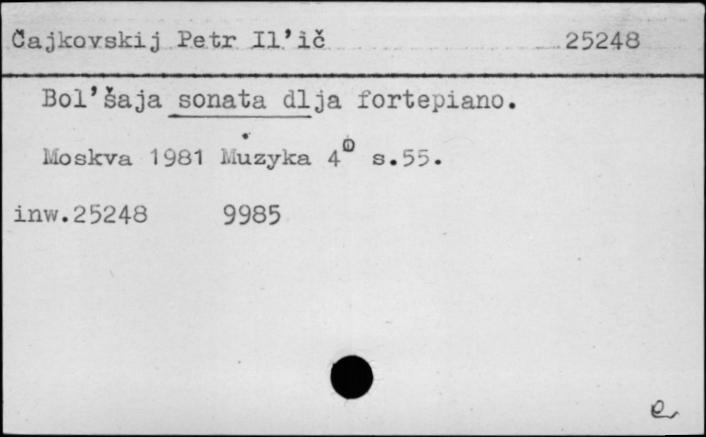 Čajkovskij Petr Il'ič 25248
Bol'šaja sonata dlja fortepiano.
Moskva 1981 Muzyka 4° s.55.
inw.25248 9985